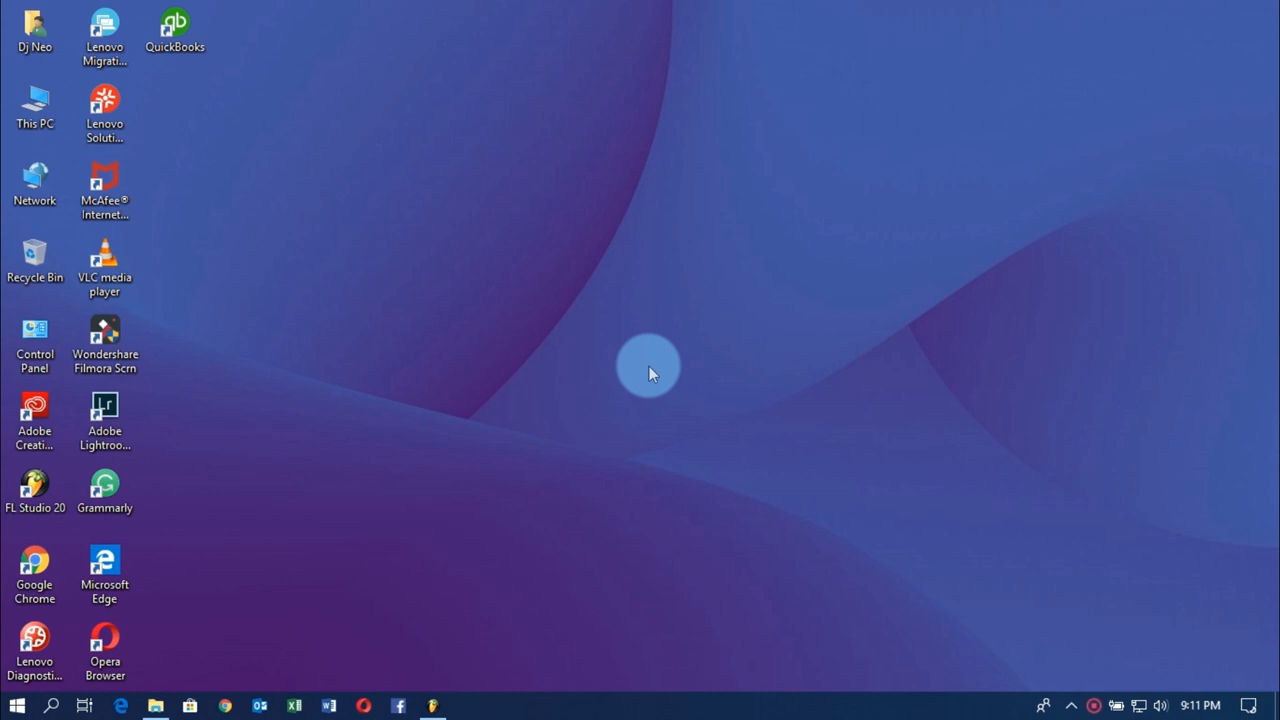 Dj Neo
Lenovo
Migrati...
QuickBooks
qb
This PC
Lenovo
Soluti...
Network
McAfee®
Internet...
Recycle Bin
VLC media
player
Control
Panel
Wondershare
Filmora Scrn
Adobe
Creati...
Lr
Adobe
Lightroo...
FL Studio 20
Grammarly
Google
Chrome
Microsoft
Edge
Lenovo
Diagnosti...
Opera
Browser
9:11 PM